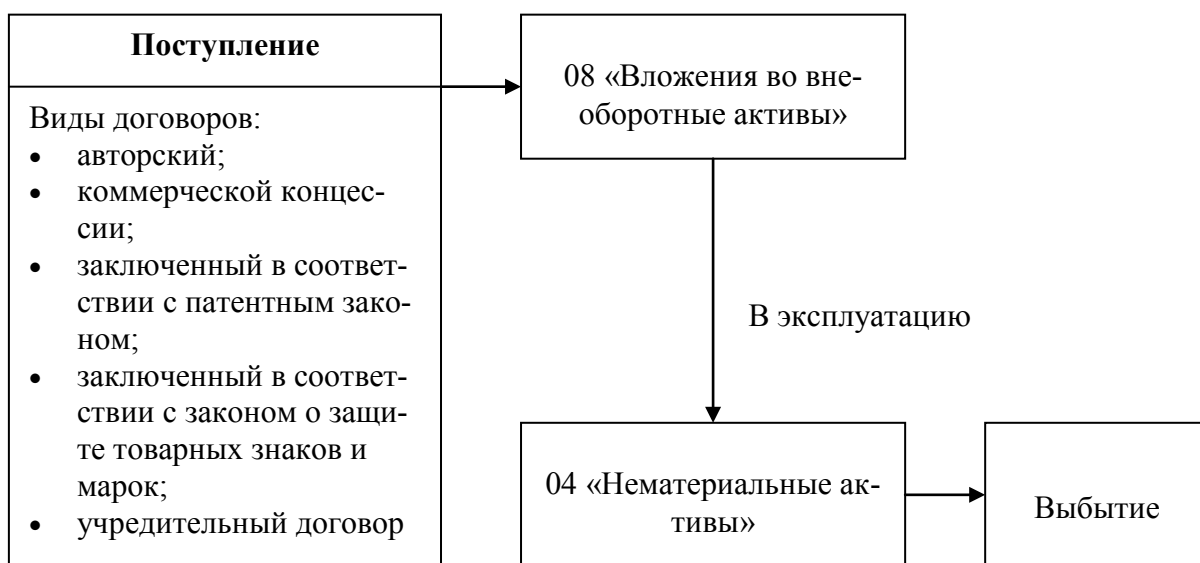 Поступление
Виды договоров:
• авторский;
• коммерческой концес-
сии;
• заключенный в соответ-
ствии с патентным зако-
ном;
• заключенный в соответ-
ствии с законом о защи-
те товарных знаков и
марок;
• учредительный договор
08 «Вложения во вне-
оборотные активы»
В эксплуатацию
04 «Нематериальные ак-
тивы»
Выбытие